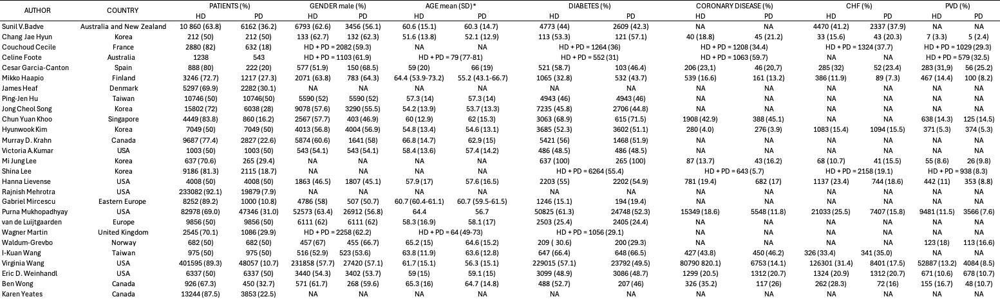 AUTHOR COUNTRY PATIENTS (%) GENDER male (%) AGE mean (SD)* DIABETES (%) CORONARY DISEASE (%) CHF (%) PVD (%)
HD PD HD PD HD PD HD PD HD PD HD PD HD PD
Sunil V.Badve Australia and New Zealand 10 860 (63.8) 6162 (36.2) 6793 (62.6) 3456 (56.1) 60.6 (15.1) 60.3 (14.7) 4773 (44) 2609 (42.3) NA NA 4470 (41.2) 2337 (37.9) NA NA
Chang Jae Hyun Korea 212 (50) 212 (50) 133 (62.7) 132 (62.3) 51.6 (13.8) 52.1 (12.9) 113 (53.3) 121 (57.1) 40 (18.8) 45 (21.2) 33 (15.6) 43 (20.3) 7 (3.3) 5 (2.4)
Couchoud Cecile France 2880 (82) 632 (18) HD + PD = 2082 (59.3) NA NA HD + PD = 1264 (36) HD + PD = 1208 (34.4) HD + PD = 1324 (37.7) HD + PD = 1029 (29.3)
Celine Foote Australia 1238 543 HD + PD = 1103 (61.9) HD + PD = 79 (77-81) HD + PD = 552 (31) HD + PD = 1063 (59.7) NA NA HD + PD = 579 (32.5)
Cesar Garcia-Canton Spain 888 (80) 222 (20) 577 (51.9) 150 (68.5) 59 (20) 66 (19) 521 (58.7) 103 (46.4) 206 (23,1) 46 (20,7) 285 (32) 52 (23.4) 283 (31,9) 56 (25.2)
Mikko Haapio Finland 3246 (72.7) 1217 (27.3) 2071 (63.8) 783 (64.3) 64.4 (53.9-73.2) 55.2 (43.1-66.7) 1065 (32.8) 532 (43.7) 539 (16.6) 161 (13.2) 386 (11.9) 89 (7.3) 467 (14.4) 100 (8.2)
James Heaf Denmark 5297 (69.9) 2282 (30.1) NA NA NA NA NA NA NA NA NA NA NA NA
Ping-Jen Hu Taiwan 10746 (50) 10746(50) 5590 (52) 5590 (52) 57.3 (14) 57.3 (14) 4943 (46) 4943 (46) NA NA NA NA NA NA
Jong Cheol Song Korea 15802 (72) 6038 (28) 9078 (57.6) 3290 (55.5) 54.2 (13.9) 53.7 (13.3) 7235 (45.8) 2706 (44.8) NA NA NA NA NA NA
Chun Yuan Khoo Singapore 4449 (83.8) 860 (16.2) 2567 (57.7) 403 (46.9) 60 (12.9) 62 (15.3) 3063 (68.9) 615 (71.5) 1908 (42.9) 388 (45.1) NA NA 638 (14.3) 125 (14.5)
Hyunwook Kim Korea 7049 (50) 7049 (50) 4013 (56.8) 4004 (56.9) 54.8 (13.4) 54.6 (13.1) 3685 (52.3) 3602 (51.1) 280 (4.0) 276 (3.9) 1083 (15.4) 1094 (15.5) 371 (5.3) 374 (5.3)
Murray D. Krahn Canada 9687 (77.4) 2827 (22.6) 5874 (60.6) 1641 (58) 66.8 (14.7) 62.9 (15) 5421 (56) 1468 (51.9) NA NA NA NA NA NA
Victoria A.Kumar USA 1003 (50) 1003 (50) 543 (54.1) 543 (54.1) 58.4 (13.6) 57.4 (14.2) 486 (48.5) 486 (48.5) NA NA NA NA NA NA
Mi Jung Lee Korea 637 (70.6) 265 (29.4) NA NA NA NA 637 (100) 265 (100) 87 (13.7) 43 (16.2) 68 (10.7) 41 (15.5) 55 (8.6) 26 (9.8)
Shina Lee Korea 9186 (81.3) 2115 (18.7) NA NA NA NA HD + PD = 6264 (55.4) HD + PD = 643 (5.7) HD + PD = 2158 (19.1) HD + PD = 938 (8.3)
Hanna Lievense USA 4008 (50) 4008 (50) 1863 (46.5) 1807 (45.1) 57.9 (17) 57.6 (16.5) 2203 (55) 2202 (54.9) 781 (19.4) 682 (17) 1137 (23.4) 744 (18.6) 442 (11) 353 (8.8)
Rajnish Mehrotra USA 233082 (92.1) 19879 (7.9) NA NA NA NA NA NA NA NA NA NA NA NA
Gabriel Mircescu Eastern Europe 8252 (89.2) 1000 (10.8) 4786 (58) 507 (50.7) 60.7 (60.4-61.1) 60.7 (59.5-61.5) 1246 (15.1) 194 (19.4) NA NA NA NA NA NA
Purna Mukhopadhyay USA 82978 (69.0) 47346 (31.0) 52573 (63.4) 26912 (56.8) 64.4 56.7 50825 (61.3) 24748 (52.3) 15349 (18.6) 5548 (11.8) 21033 (25.5) 7407 (15.8) 9481 (11.5) 3566 (7.6)
van de Luijtgaarden Europe 9856 (50) 9856 (50) 6111 (62) 6111 (62) 58.3 (16.9) 58.1 (17) 2503 (25.4) 2405 (24.4) NA NA NA NA NA NA
Wagner Martin United Kingdom 2545 (70.1) 1086 (29.9) HD + PD = 2258 (62.2) HD + PD = 64 (49-73) HD + PD = 1056 (29.1) NA NA NA NA NA NA
Waldum-Grevbo Norway 682 (50) 682 (50) 457 (67) 455 (66.7) 65.2 (15) 64.6 (15.2) 209 ( 30.6) 200 (29.3) NA NA NA NA 123 (18) 113 (16.6)
I-Kuan Wang Taiwan 975 (50) 975 (50) 516 (52.9) 523 (53.6) 63.8 (11.9) 63.6 (12.8) 647 (66.4) 648 (66.5) 427 (43.8) 450 (46.2) 326 (33.4) 341 (35.0) NA NA
Virginia Wang USA 401595 (89.3) 48057 (10.7) 231858 (57.7) 27420 (57.1) 61.7 (15.1) 56.3 (15.1) 229015 (57.1) 23792 (49.5) 80790 820.1) 6753 (14.1) 126301 (31.4) 8401 (17.5) 52887 (13.2) 4084 (8.5)
Eric D. Weinhandl USA 6337 (50) 6337 (50) 3440 (54.3) 3402 (53.7) 59 (15) 59.1 (15) 3099 (48.9) 3086 (48.7) 1299 (20.5) 1312 (20.7) 1324 (20.9) 1312 (20.7) 671 (10.6) 678 (10.7)
Ben Wong Canada 926 (67.3) 450 (32.7) 571 (61.7) 268 (59.6) 65.3 (16) 64.7 (14.8) 488 (52.7) 207 (46) 326 (35.2) 117 (26) 262 (28.3) 72 (16) 155 (16.7) 48 (10.7)
Karen Yeates Canada 13244 (87.5) 3853 (22.5) NA NA NA NA NA NA NA NA NA NA NA NA